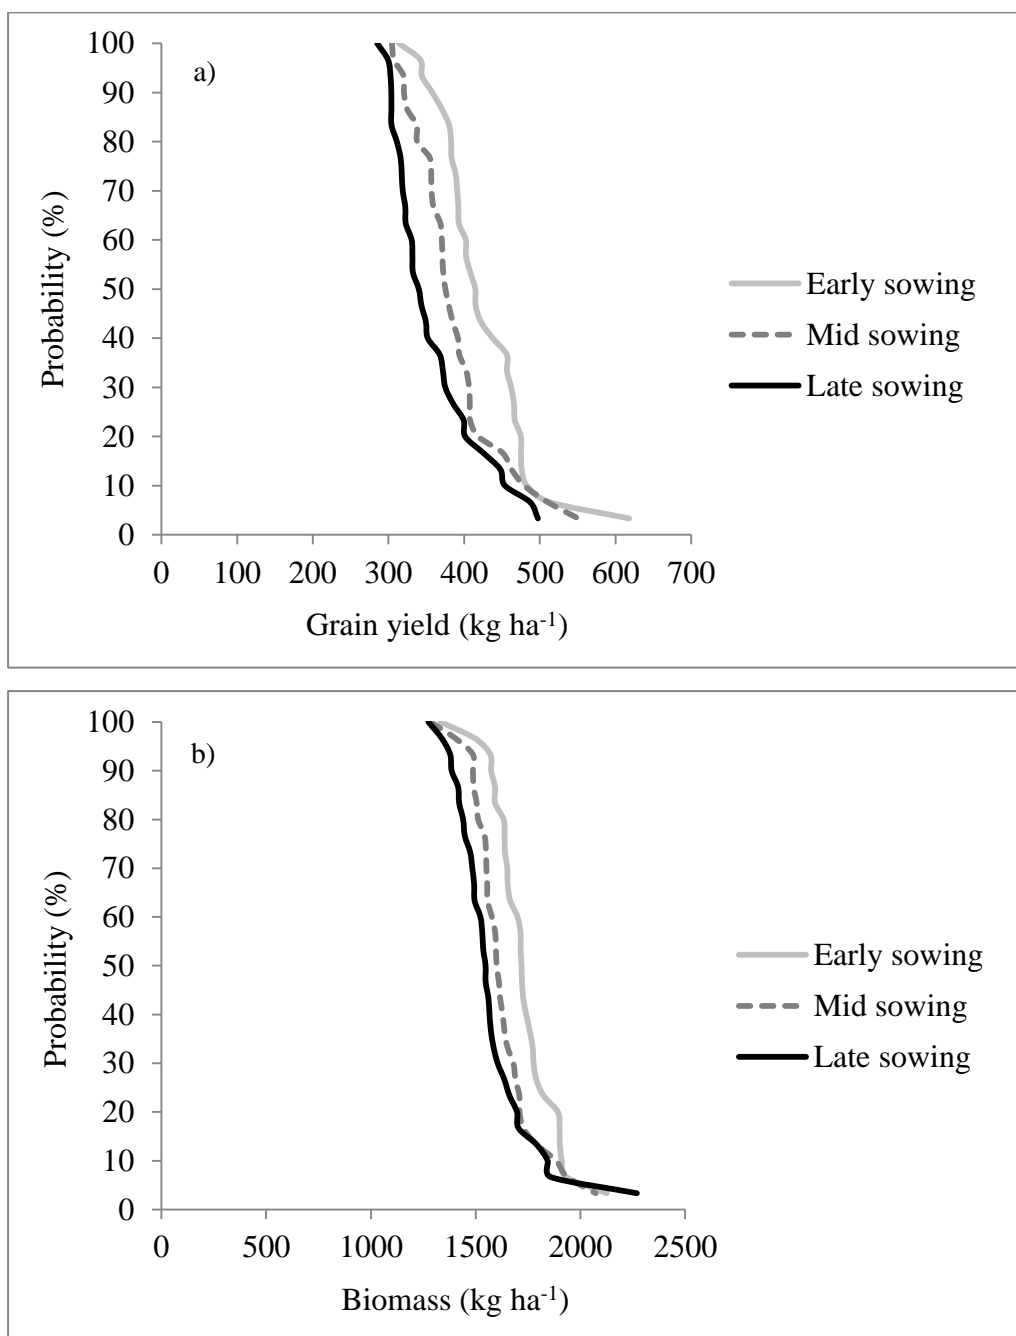 100
90
80
70
60
50
40
30
20
10
0
a)
Probability (%)
Early sowing
Mid sowing
Late sowing
0 100 200 300 400 500 600 700
Grain yield (kg ha-1)
100
90
80
70
60
50
40
30
20
10
0
b)
Probability (%)
Early sowing
Mid sowing
Late sowing
0 500 1000 1500 2000 2500
Biomass (kg ha-1)